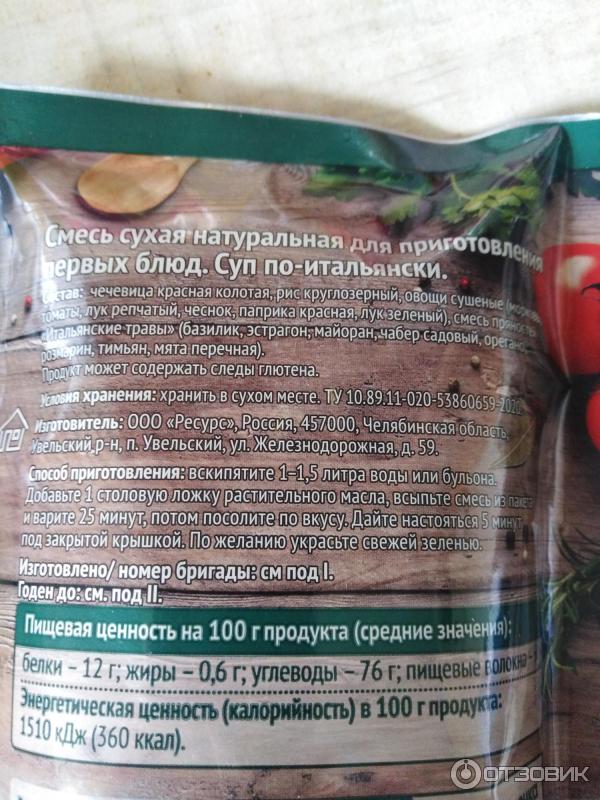 Смесь сухая натуральная для приготовления
первых блюд. Суп по-итальянски.
Состав: чечевица красная колотая, рис круглозерный, овощи сушеные
томаты, лук репчатый, чеснок, паприка красная, лук зеленый), смесь
«Итальянские травы» (базилик, эстрагон, майоран, чабер садовый, орегано,
розмарин, тимьян, мята перечная).
Продукт может содержать следы глютена.
Условия хранения: хранить в сухом месте. ТУ 10.89.11-020-53860659-2020
Изготовитель: ООО «Ресурс», Россия, 457000, Челябинская область,
Увельский р-н, п. Увельский, ул. Железнодорожная, д. 59.
Способ приготовления: вскипятите 1–1,5 литра воды или бульона.
Добавьте 1 столовую ложку растительного масла, всыпьте смесь из пакета
и варите 25 минут, потом посолите по вкусу. Дайте настояться 5 минут
под закрытой крышкой. По желанию украсьте свежей зеленью.
Изготовлено/ номер бригады: см под I.
Годен до: см. под II.
Пищевая ценность на 100 г продукта (средние значения):
белки – 12 г; жиры – 0,6 г; углеводы – 76 г; пищевые волокна –
Энергетическая ценность (калорийность) в 100 г продукта:
1510 кДж (360 ккал).
ОТЗОВИК